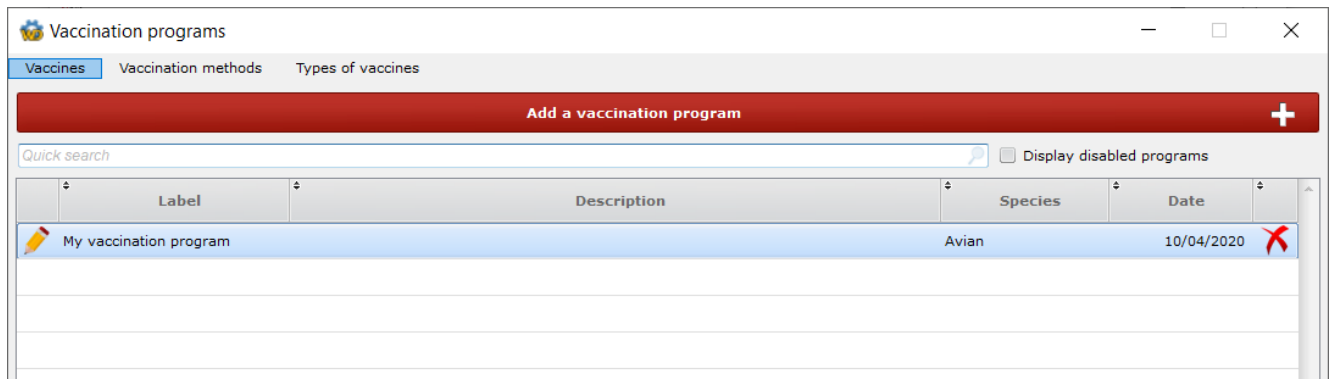 Vaccination programs
Vaccines Vaccination methods Types of vaccines
Add a vaccination program
Quick search Display disabled programs
Label Description Species Date
My vaccination program Avian 10/04/2020